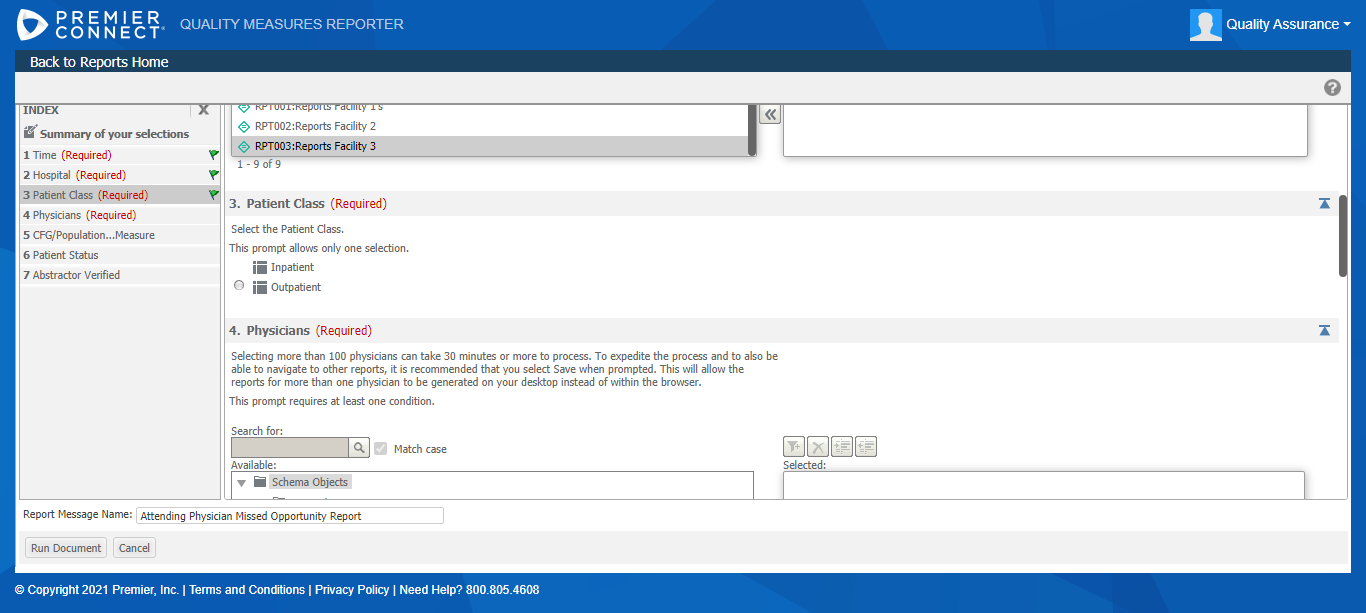 PREMIER
CONNECT
QUALITY MEASURES REPORTER
Quality Assurance
Back to Reports Home
?
INDEX
X
Summary of your selections
1 Time (Required)
2 Hospital (Required)
3 Patient Class (Required)
4 Physicians (Required)
5 CFG/Population...Measure
6 Patient Status
7 Abstractor Verified
RPT001:Reports Facility 1's
RPT002:Reports Facility 2
RPT003:Reports Facility 3
1 - 9 of 9
3. Patient Class (Required)
Select the Patient Class.
This prompt allows only one selection.
Inpatient
Outpatient
4. Physicians (Required)
Selecting more than 100 physicians can take 30 minutes or more to process. To expedite the process and to also be
able to navigate to other reports, it is recommended that you select Save when prompted. This will allow the
reports for more than one physician to be generated on your desktop instead of within the browser.
This prompt requires at least one condition.
Search for:
Match case
Available:
Selected:
Schema Objects
Report Message Name: Attending Physician Missed Opportunity Report
Run Document Cancel
© Copyright 2021 Premier, Inc. | Terms and Conditions | Privacy Policy | Need Help? 800.805.4608